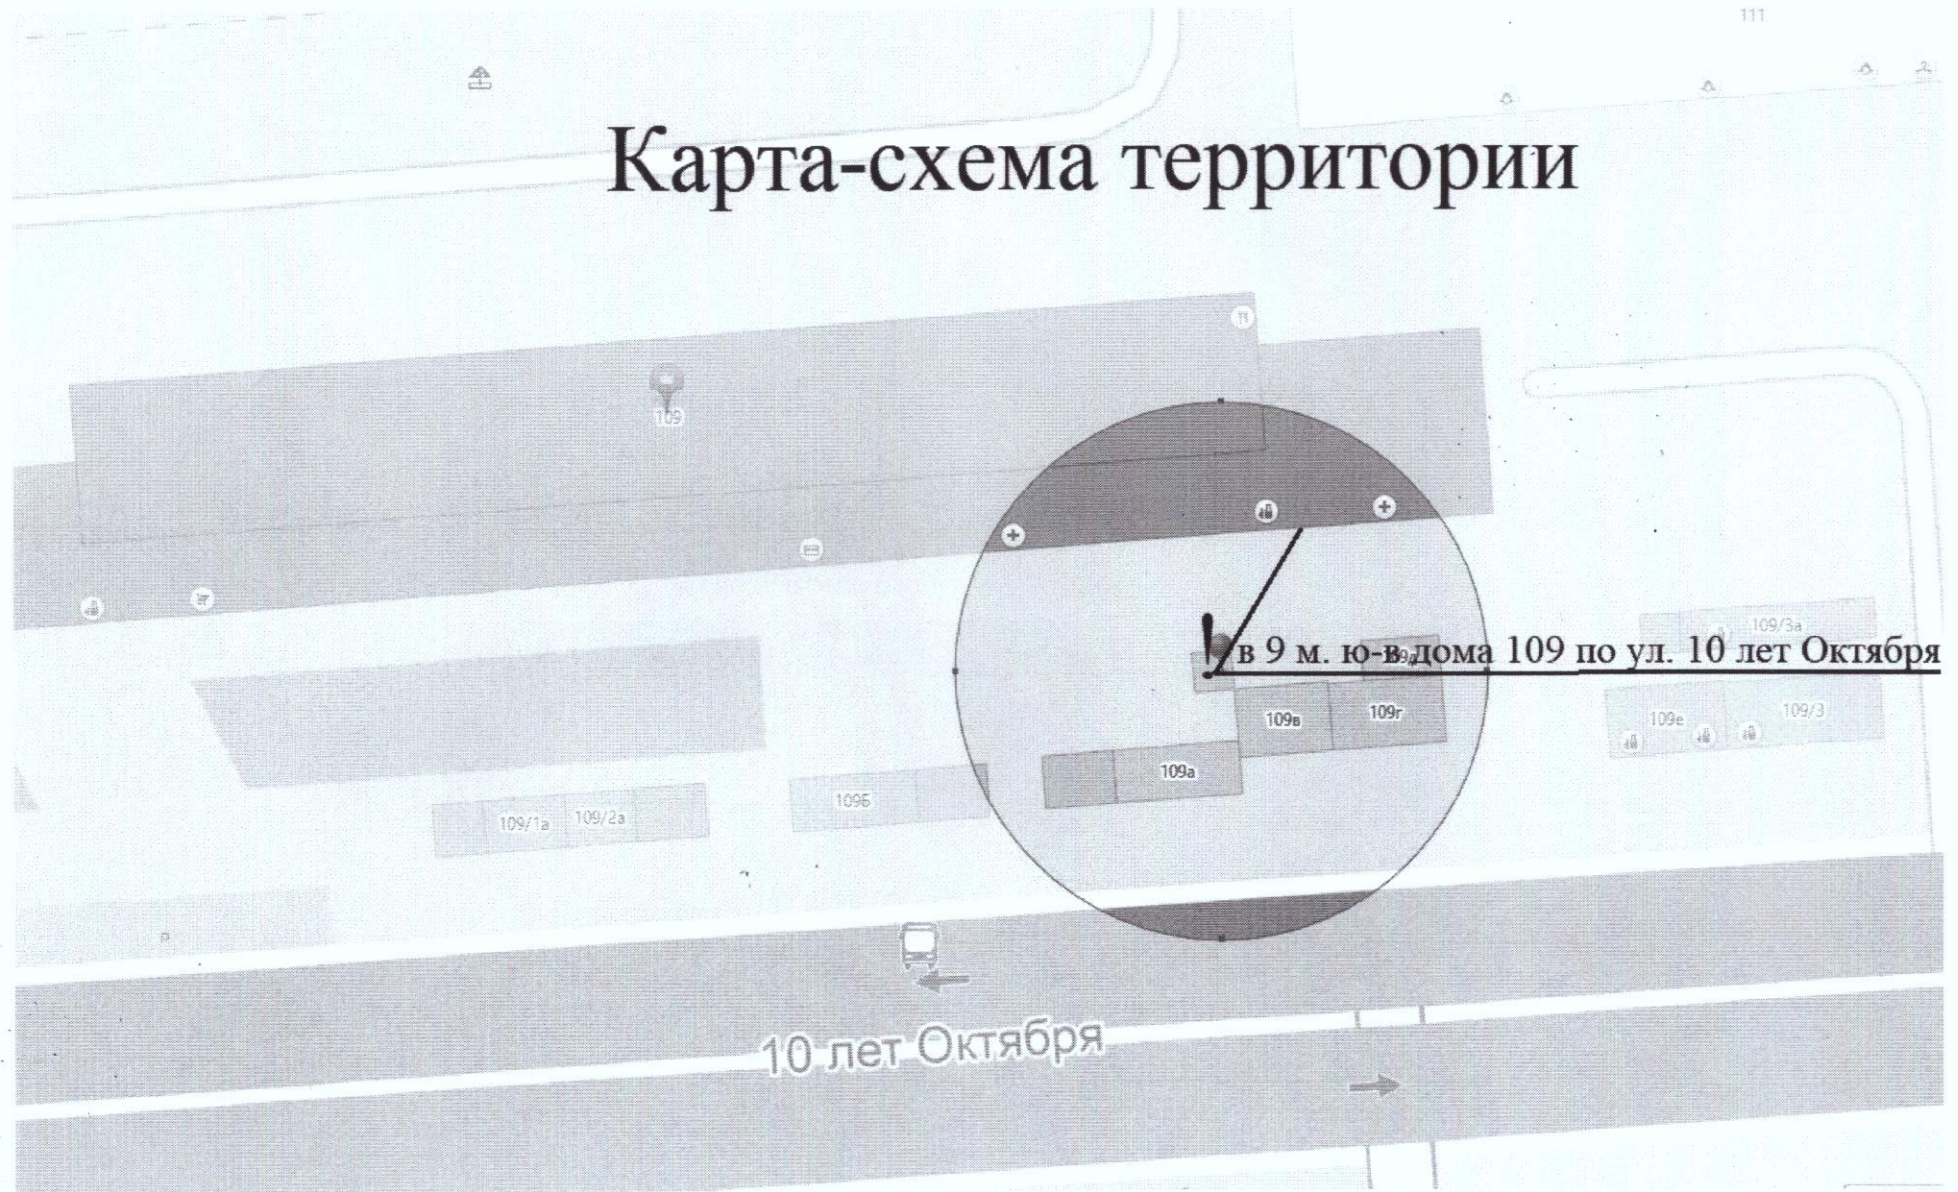 111
Карта-схема территории
109
109/3а
в 9 м. ю-в дома 109 по ул. 10 лет Октября
109в
109г
109е
109/3
109а
109Б
109/1а
109/2а
P
10 лет Октября